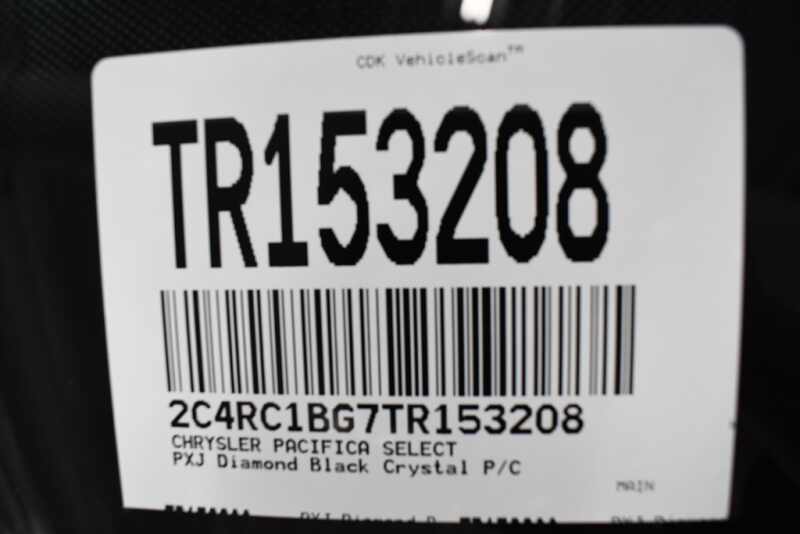 CDK VehicleScan™
TR153208
2C4RC1BG7TR153208
CHRYSLER PACIFICA SELECT
PXJ Diamond Black Crystal P/C
MAIN